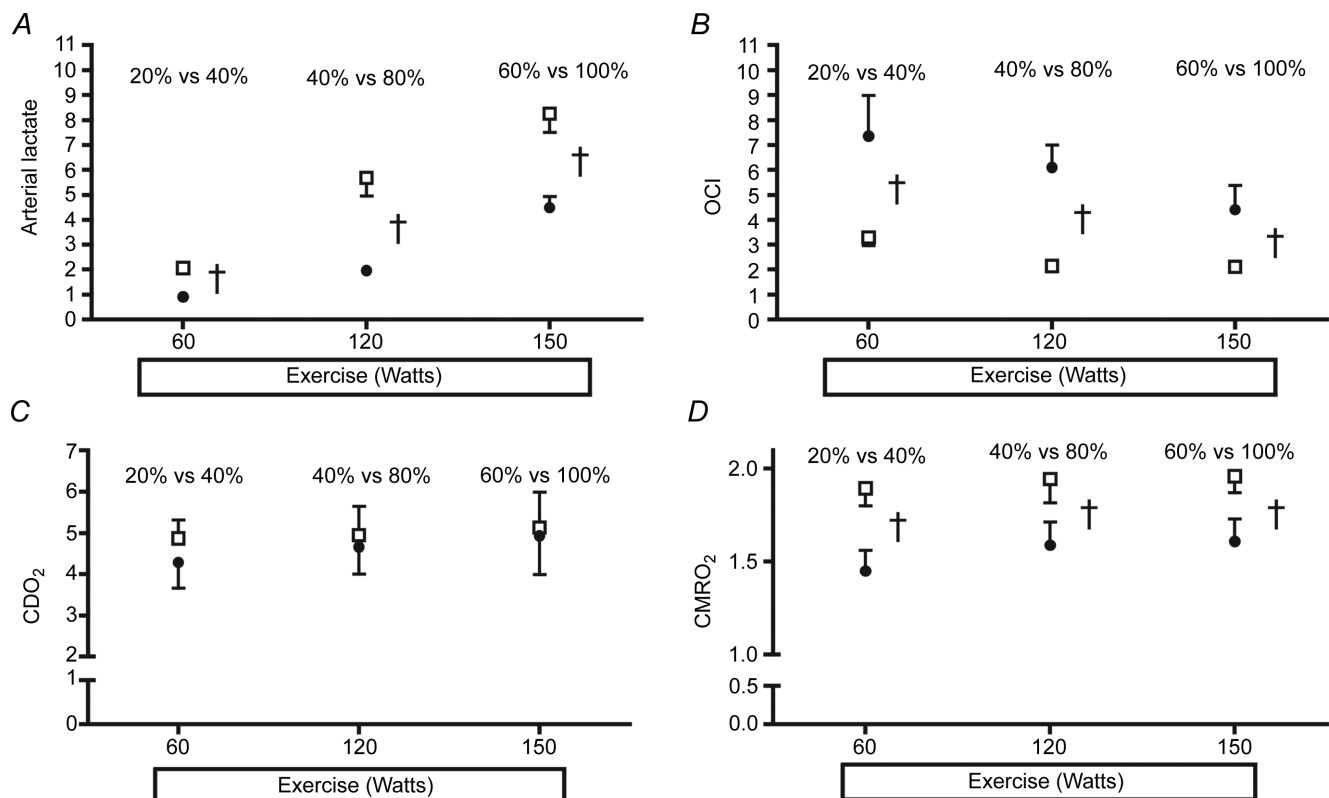 A
11
10
9
8
7
6
5
4
3
2
1
0
Arterial lactate
20% vs 40%
40% vs 80%
60% vs 100%
†
†
†
60
120
150
Exercise (Watts)
B
11
10
9
8
7
6
5
4
3
2
1
0
OCI
20% vs 40%
40% vs 80%
60% vs 100%
†
†
†
60
120
150
Exercise (Watts)
C
7
6
5
4
3
2
1
0
CDO₂
20% vs 40%
40% vs 80%
60% vs 100%
60
120
150
Exercise (Watts)
D
2.0
1.5
1.0
0.5
0.0
CMRO₂
20% vs 40%
40% vs 80%
60% vs 100%
†
†
†
60
120
150
Exercise (Watts)